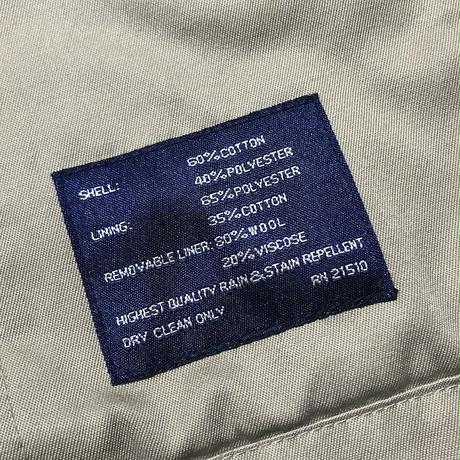 SHELL: 60% COTTON
40% POLYESTER
LINING: 65% POLYESTER
35% COTTON
REMOVABLE LINER: 80% WOOL
20% VISCOSE
HIGHEST QUALITY RAIN & STAIN REPELLENT
DRY CLEAN ONLY RN 21510